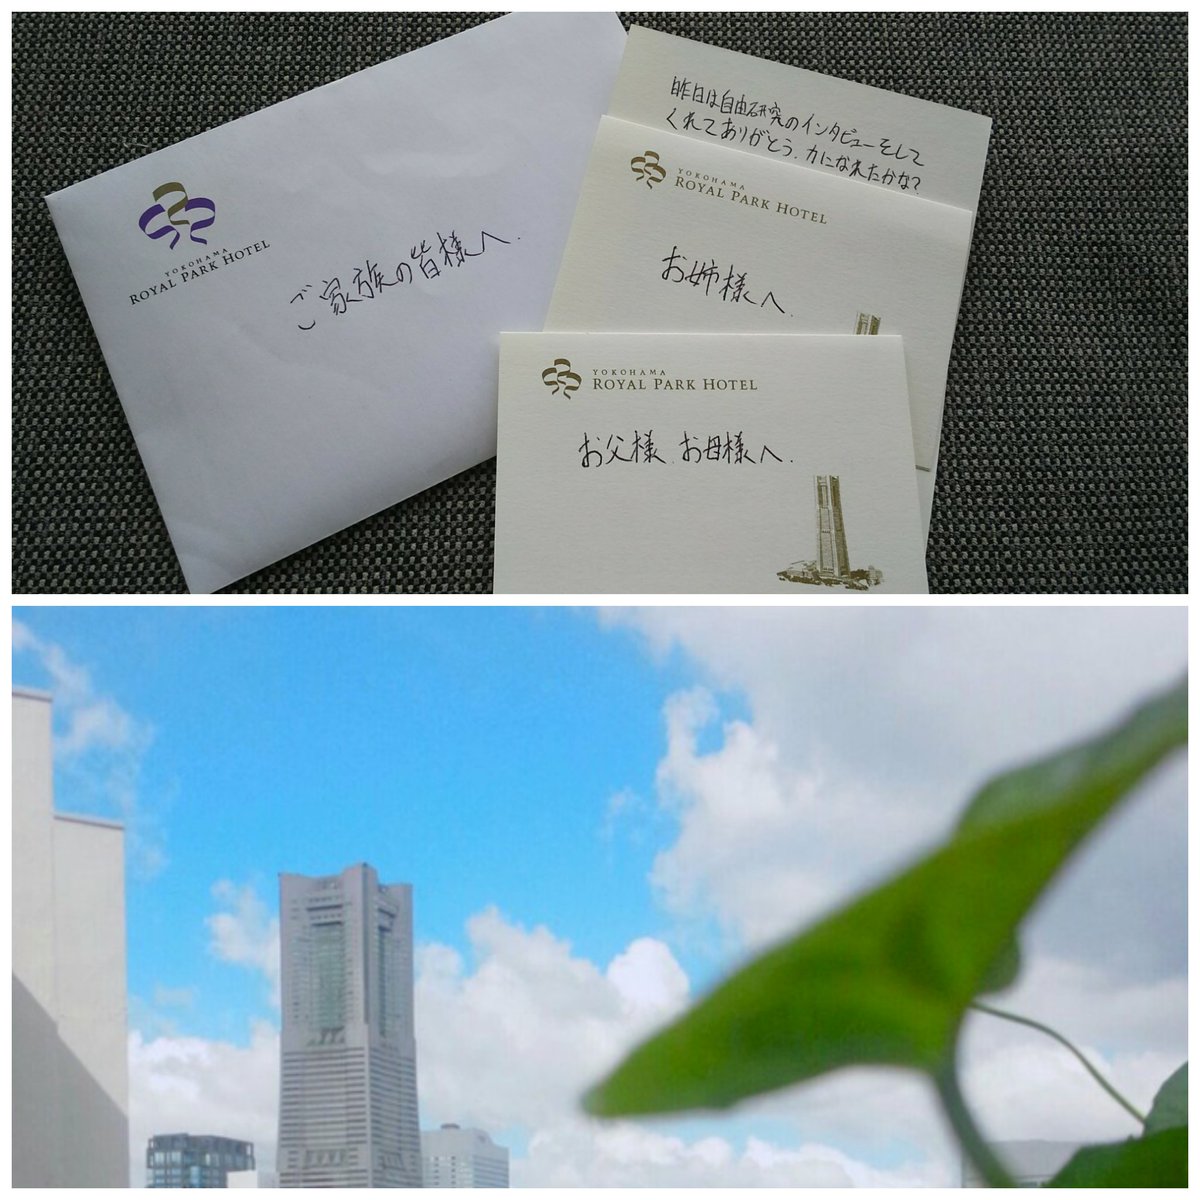 YOKOHAMA
ROYAL PARK HOTEL
ご家族の皆様へ.
昨日は自由研究のインタビューをして
くれてありがとう.力になれたかな?
YOKOHAMA
ROYAL PARK HOTEL
お姉様へ.
YOKOHAMA
ROYAL PARK HOTEL
お父様.お母様へ.